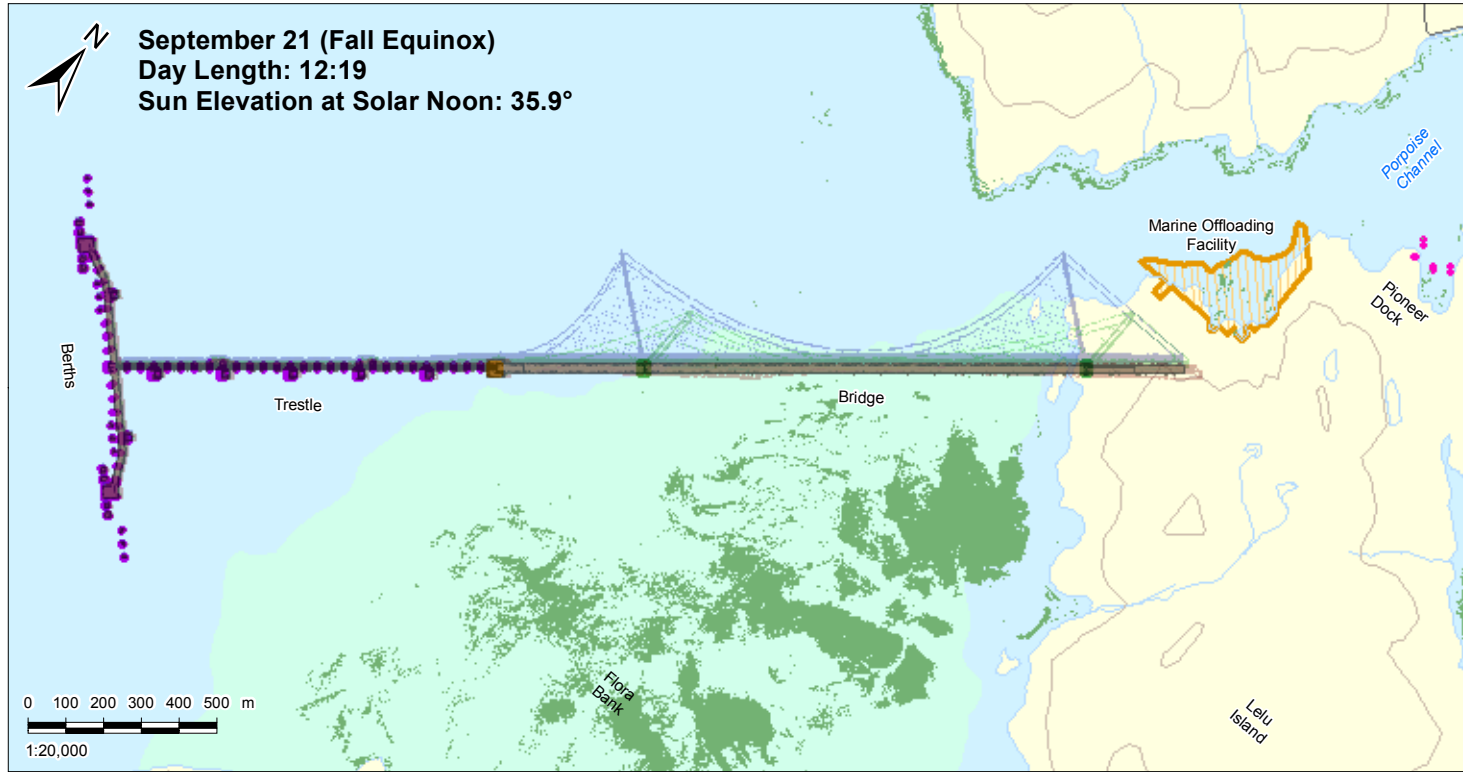 N
September 21 (Fall Equinox)
Day Length: 12:19
Sun Elevation at Solar Noon: 35.9°
Porpoise
Channel
Marine Offloading
Facility
Pioneer
Dock
Berths
Trestle
Bridge
Flora
Bank
Lelu
Island
0 100 200 300 400 500 m
1:20,000